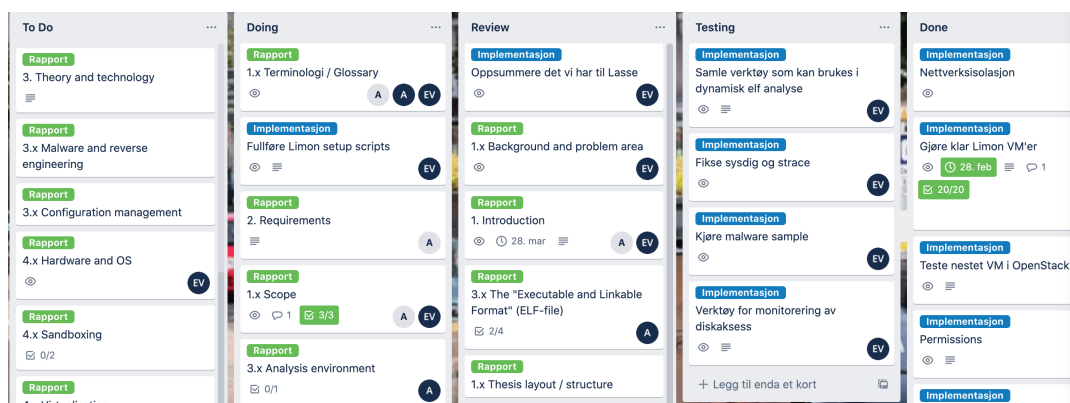 To Do
Rapport
3. Theory and technology
Rapport
3.x Malware and reverse
engineering
Rapport
3.x Configuration management
Rapport
4.x Hardware and OS
EV
Rapport
4.x Sandboxing
0/2
Rapport
Doing
Rapport
1.x Terminologi / Glossary
A A EV
Implementasjon
Fullføre Limon setup scripts
EV
Rapport
2. Requirements
A
Rapport
1.x Scope
1 3/3 A EV
Rapport
3.x Analysis environment
0/1 A
Review
Implementasjon
Oppsummere det vi har til Lasse
EV
Rapport
1.x Background and problem area
EV
Rapport
1. Introduction
28. mar A EV
Rapport
3.x The "Executable and Linkable
Format" (ELF-file)
2/4 A
Rapport
1.x Thesis layout / structure
Testing
Implementasjon
Samle verktøy som kan brukes i
dynamisk elf analyse
EV
Implementasjon
Fikse sysdig og strace
EV
Implementasjon
Kjøre malware sample
EV
Implementasjon
Verktøy for monitorering av
diskaksess
EV
+ Legg til enda et kort
Done
Implementasjon
Nettverksisolasjon
Implementasjon
Gjøre klar Limon VM'er
28. feb 1
20/20
Implementasjon
Teste nestet VM i OpenStack
Implementasjon
Permissions
Implementasjon